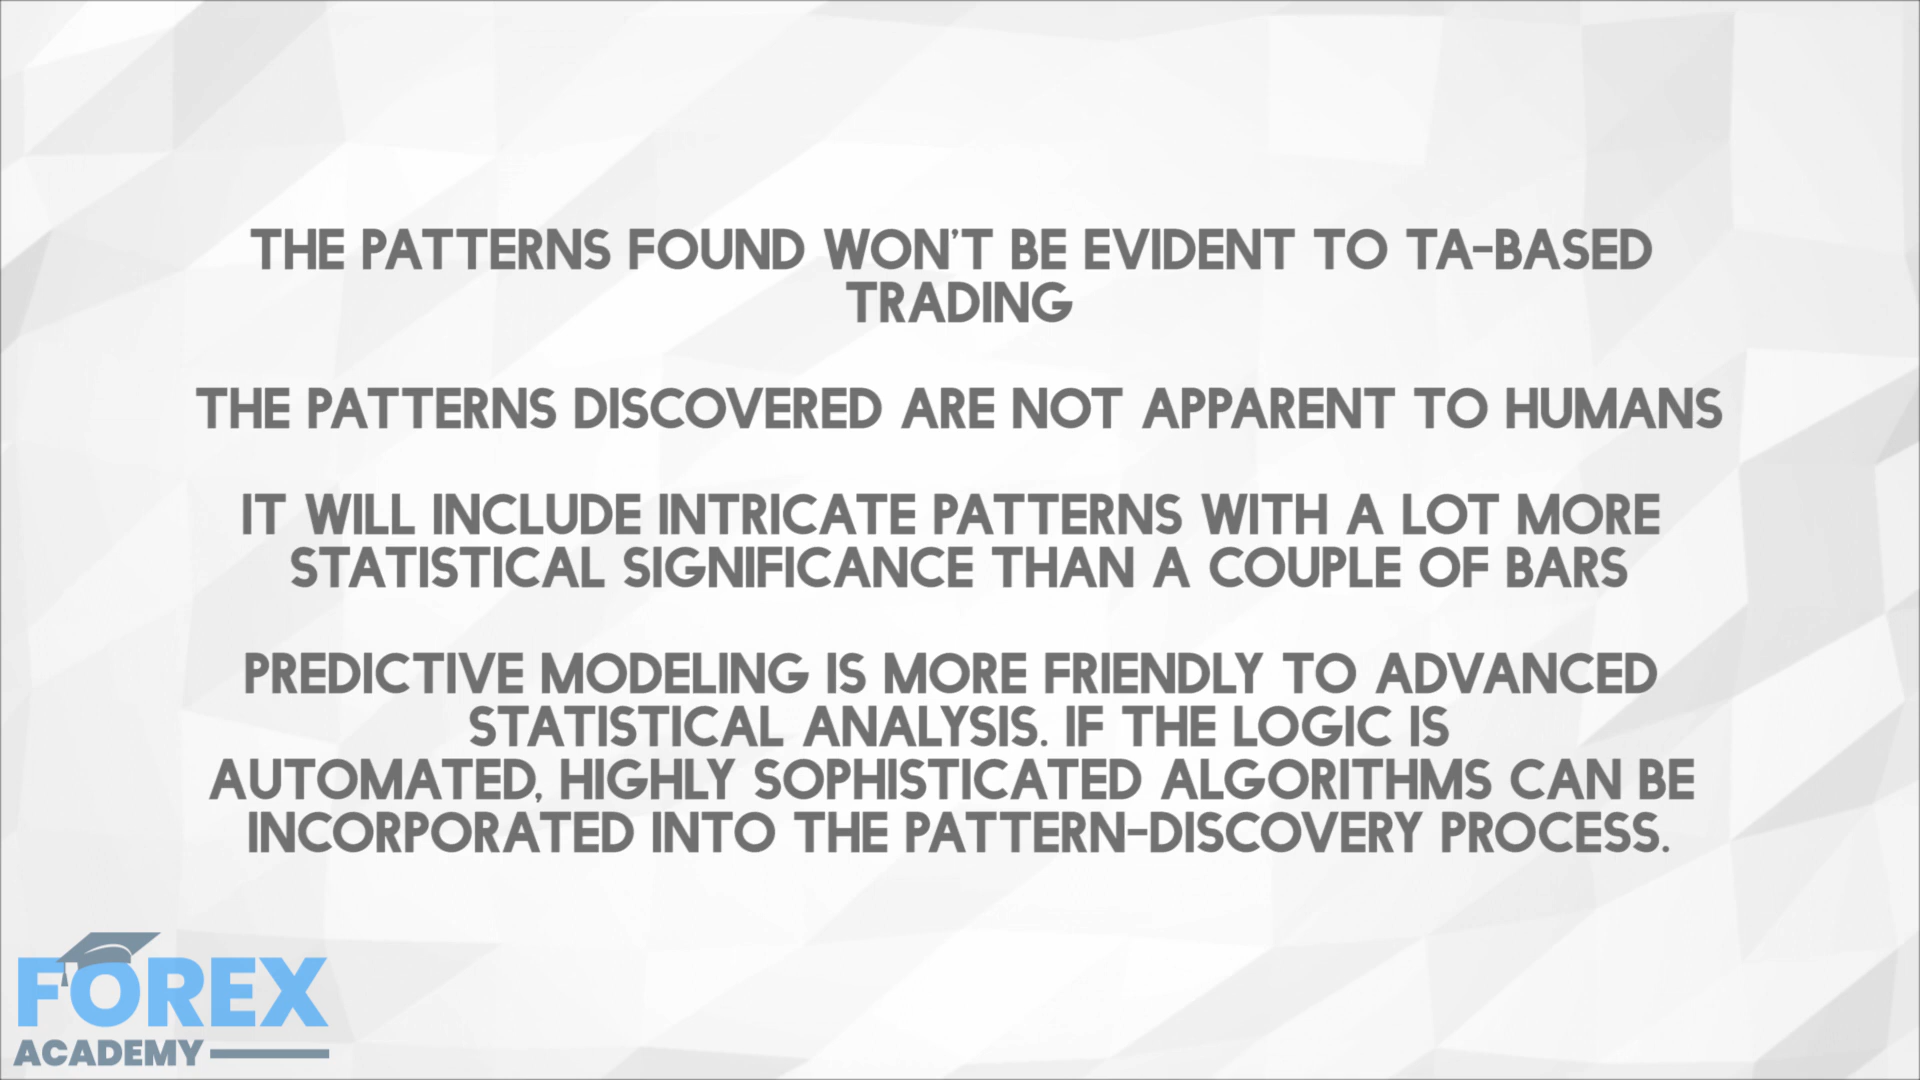 THE PATTERNS FOUND WON'T BE EVIDENT TO TA-BASED
TRADING
THE PATTERNS DISCOVERED ARE NOT APPARENT TO HUMANS
IT WILL INCLUDE INTRICATE PATTERNS WITH A LOT MORE
STATISTICAL SIGNIFICANCE THAN A COUPLE OF BARS
PREDICTIVE MODELING IS MORE FRIENDLY TO ADVANCED
STATISTICAL ANALYSIS. IF THE LOGIC IS
AUTOMATED, HIGHLY SOPHISTICATED ALGORITHMS CAN BE
INCORPORATED INTO THE PATTERN-DISCOVERY PROCESS.
FOREX
ACADEMY